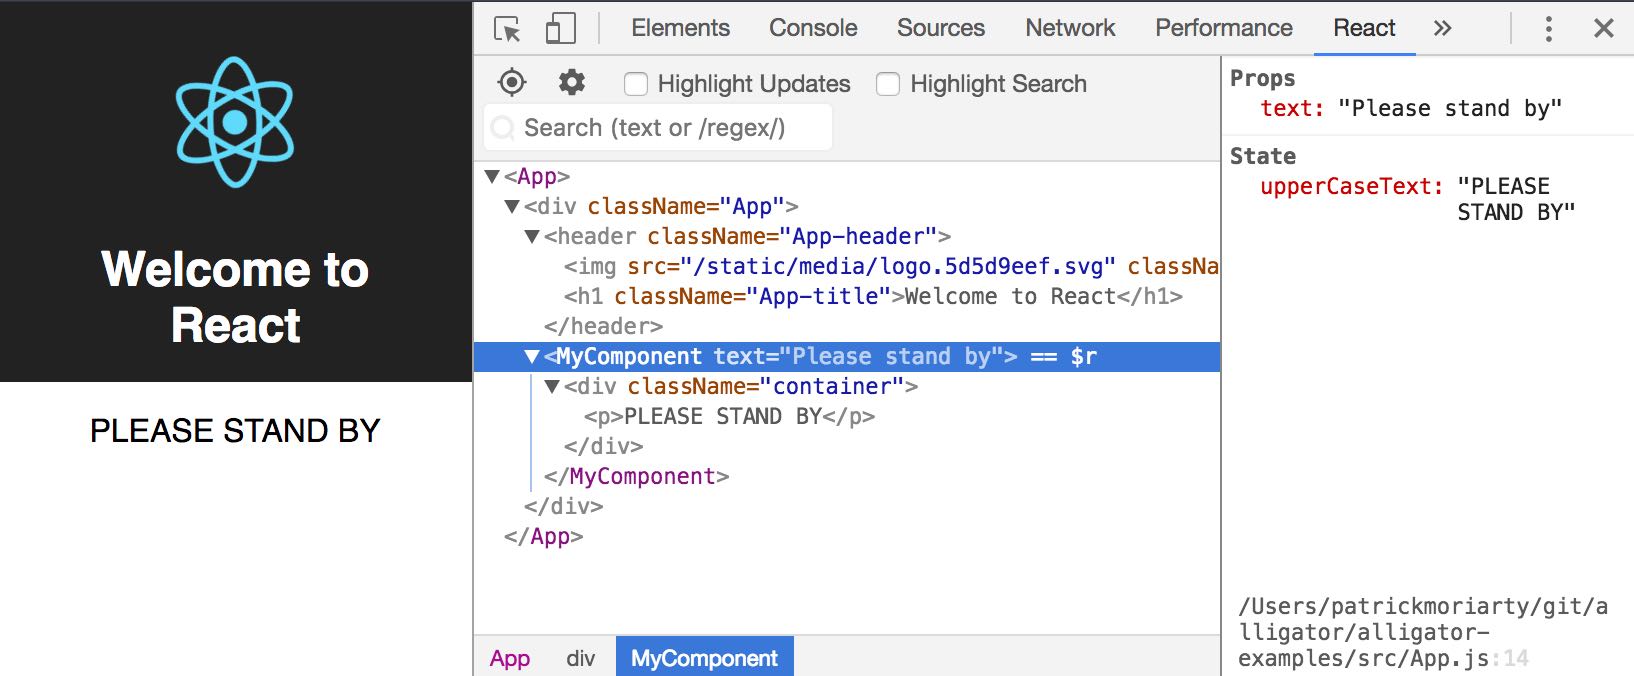 Welcome to
React
PLEASE STAND BY
Elements Console Sources Network Performance React »
Highlight Updates Highlight Search
Search (text or /regex/)
▼<App>
▼<div className="App">
▼<header className="App-header">
<img src="/static/media/logo.5d5d9eef.svg" classNa
<h1 className="App-title">Welcome to React</h1>
</header>
▼<MyComponent text="Please stand by"> == $r
▼<div className="container">
<p>PLEASE STAND BY</p>
</div>
</MyComponent>
</div>
</App>
App div MyComponent
Props
text: "Please stand by"
State
upperCaseText: "PLEASE
STAND BY"
/Users/patrickmoriarty/git/a
lligator/alligator-
examples/src/App.js:14